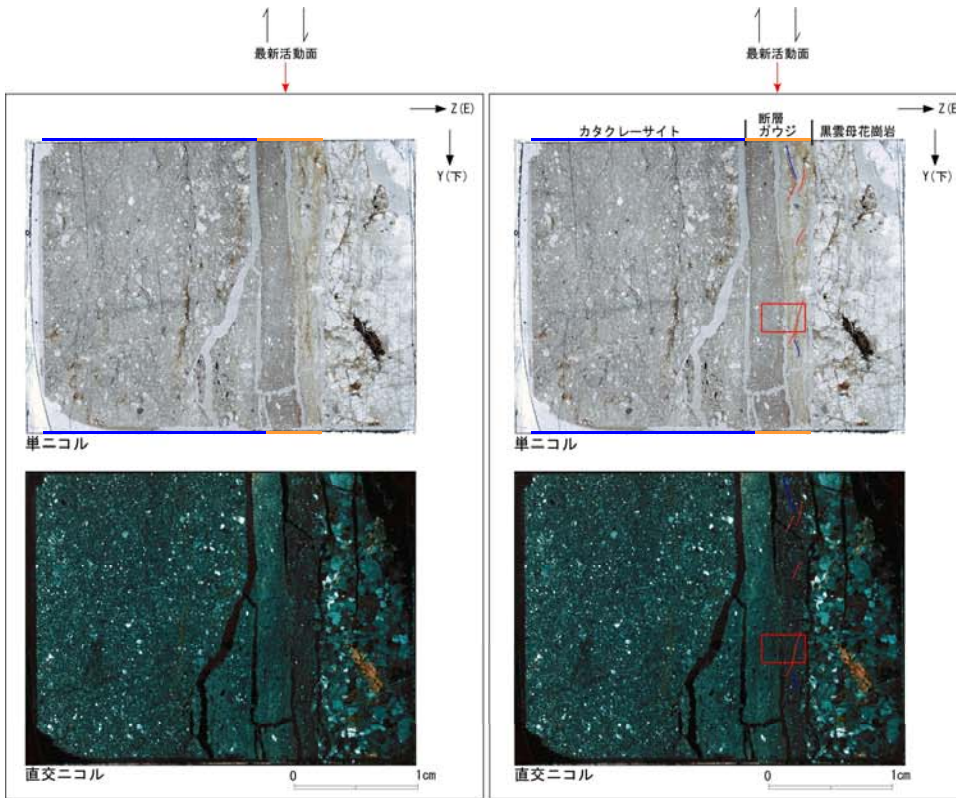 最新活動面
Z(E)
Y(下)
単ニコル
直交ニコル
0 1cm
最新活動面
Z(E)
Y(下)
カタクレーサイト
断層
ガウジ
黒雲母花崗岩
単ニコル
直交ニコル
0 1cm